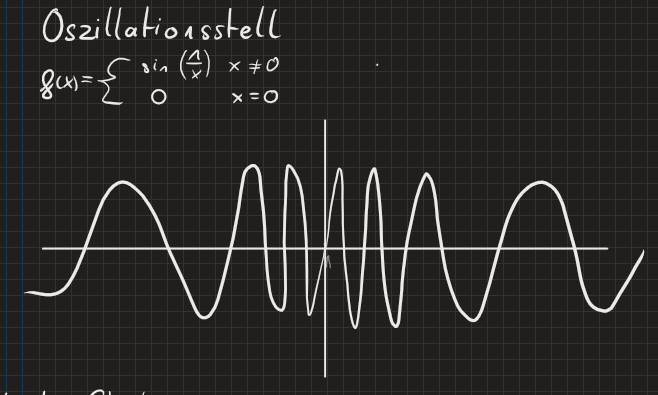 Oszillationsstell
f(x)= { sin (1/x) x ≠ 0
0 x = 0